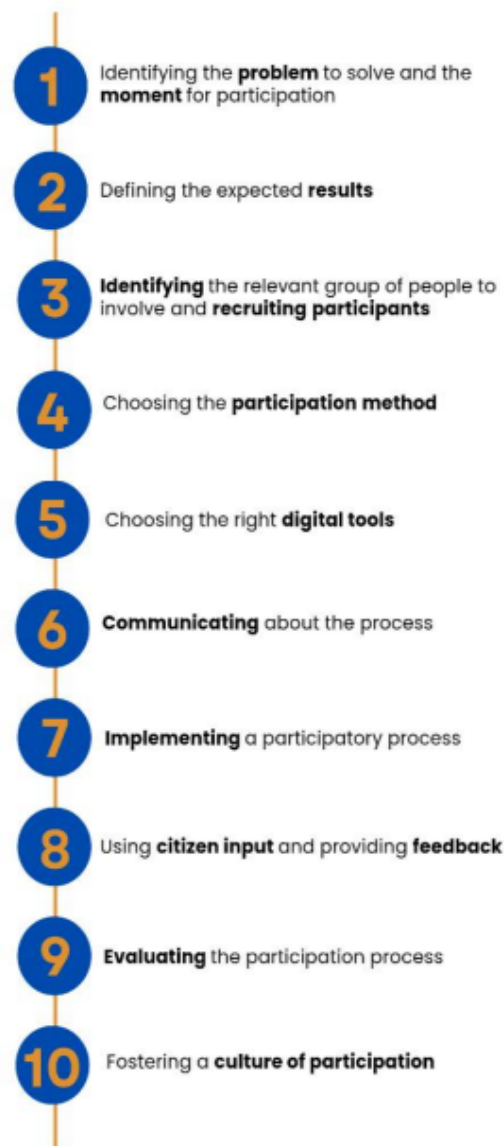 1
Identifying the problem to solve and the
moment for participation
2
Defining the expected results
3
Identifying the relevant group of people to
involve and recruiting participants
4
Choosing the participation method
5
Choosing the right digital tools
6
Communicating about the process
7
Implementing a participatory process
8
Using citizen input and providing feedback
9
Evaluating the participation process
10
Fostering a culture of participation